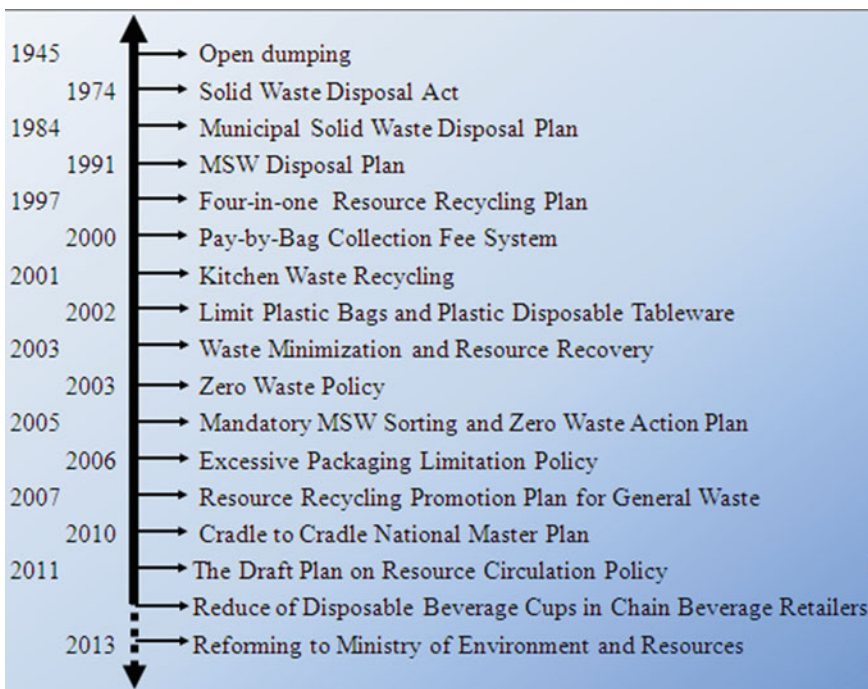 1945 Open dumping
1974 Solid Waste Disposal Act
1984 Municipal Solid Waste Disposal Plan
1991 MSW Disposal Plan
1997 Four-in-one Resource Recycling Plan
2000 Pay-by-Bag Collection Fee System
2001 Kitchen Waste Recycling
2002 Limit Plastic Bags and Plastic Disposable Tableware
2003 Waste Minimization and Resource Recovery
2003 Zero Waste Policy
2005 Mandatory MSW Sorting and Zero Waste Action Plan
2006 Excessive Packaging Limitation Policy
2007 Resource Recycling Promotion Plan for General Waste
2010 Cradle to Cradle National Master Plan
2011 The Draft Plan on Resource Circulation Policy
Reduce of Disposable Beverage Cups in Chain Beverage Retailers
2013 Reforming to Ministry of Environment and Resources